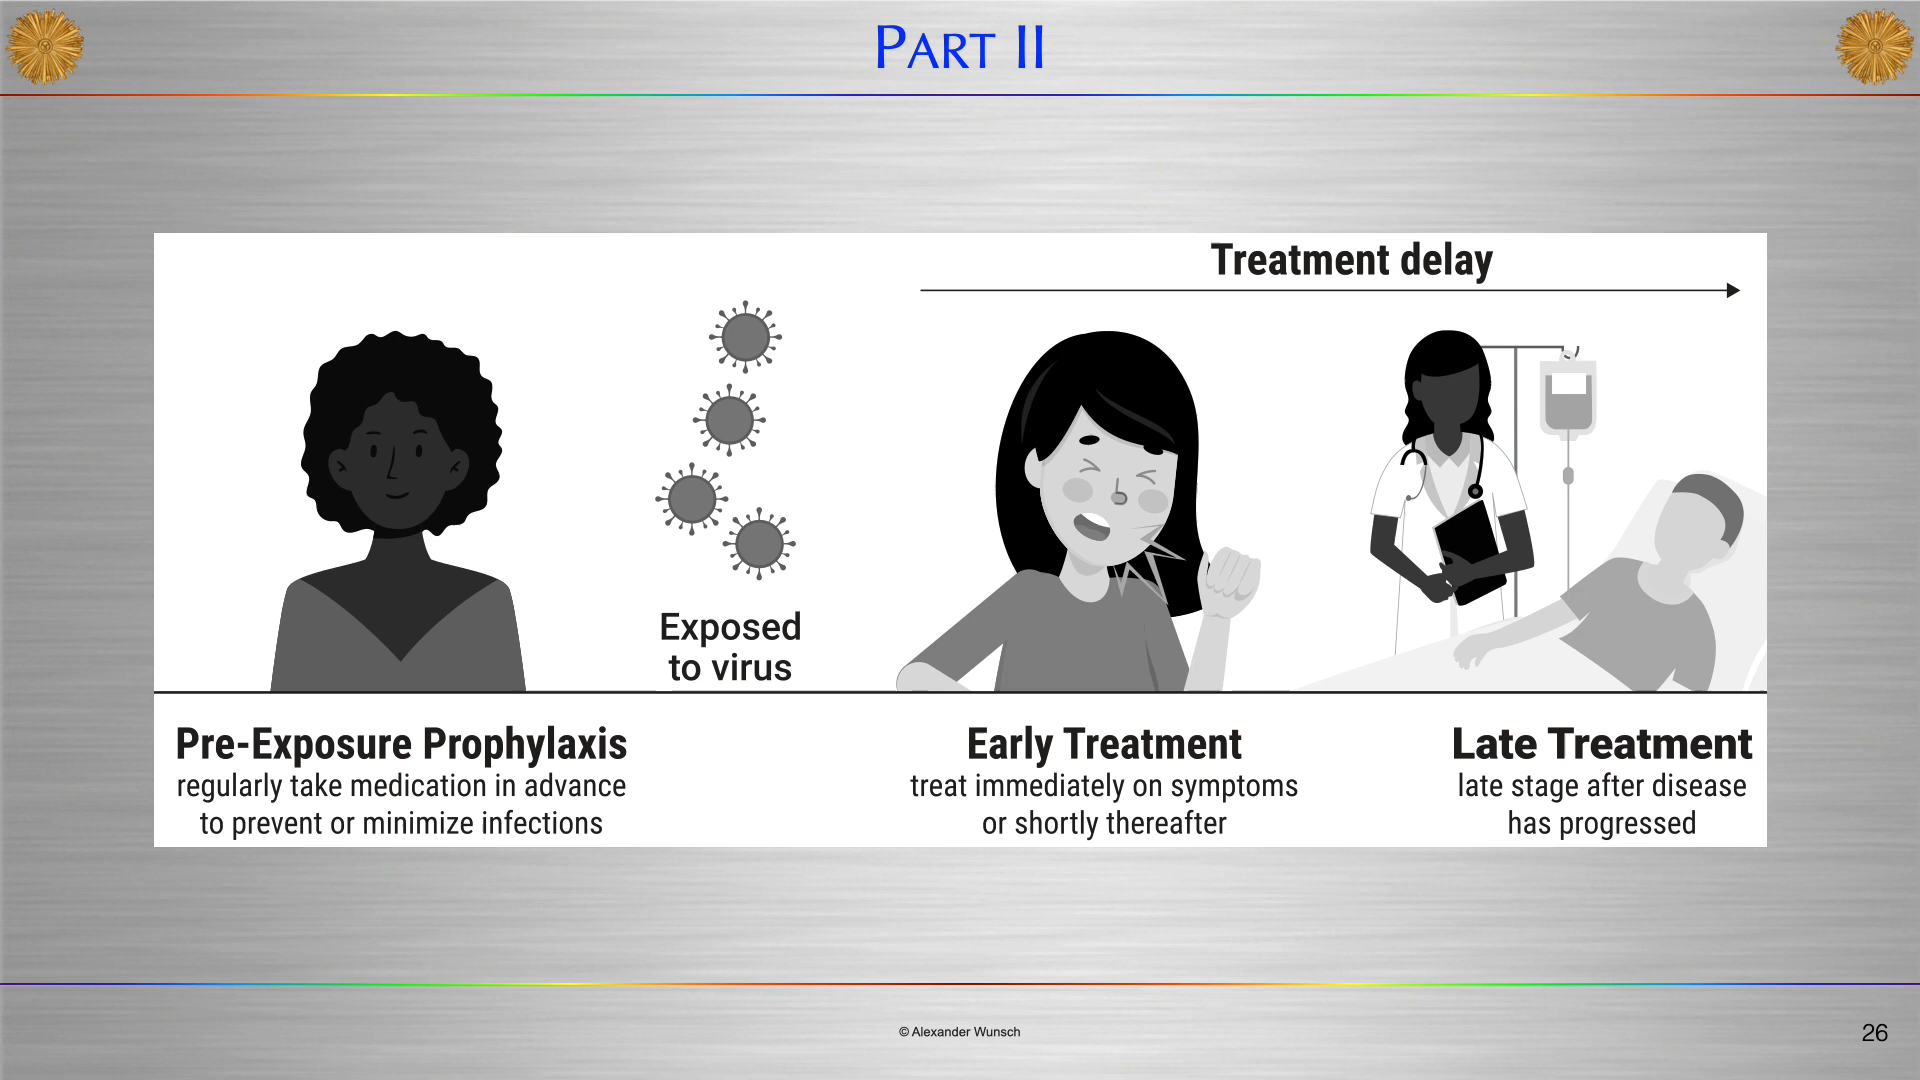 PART II
Treatment delay
Exposed
to virus
Pre-Exposure Prophylaxis
regularly take medication in advance
to prevent or minimize infections
Early Treatment
treat immediately on symptoms
or shortly thereafter
Late Treatment
late stage after disease
has progressed
© Alexander Wunsch
26